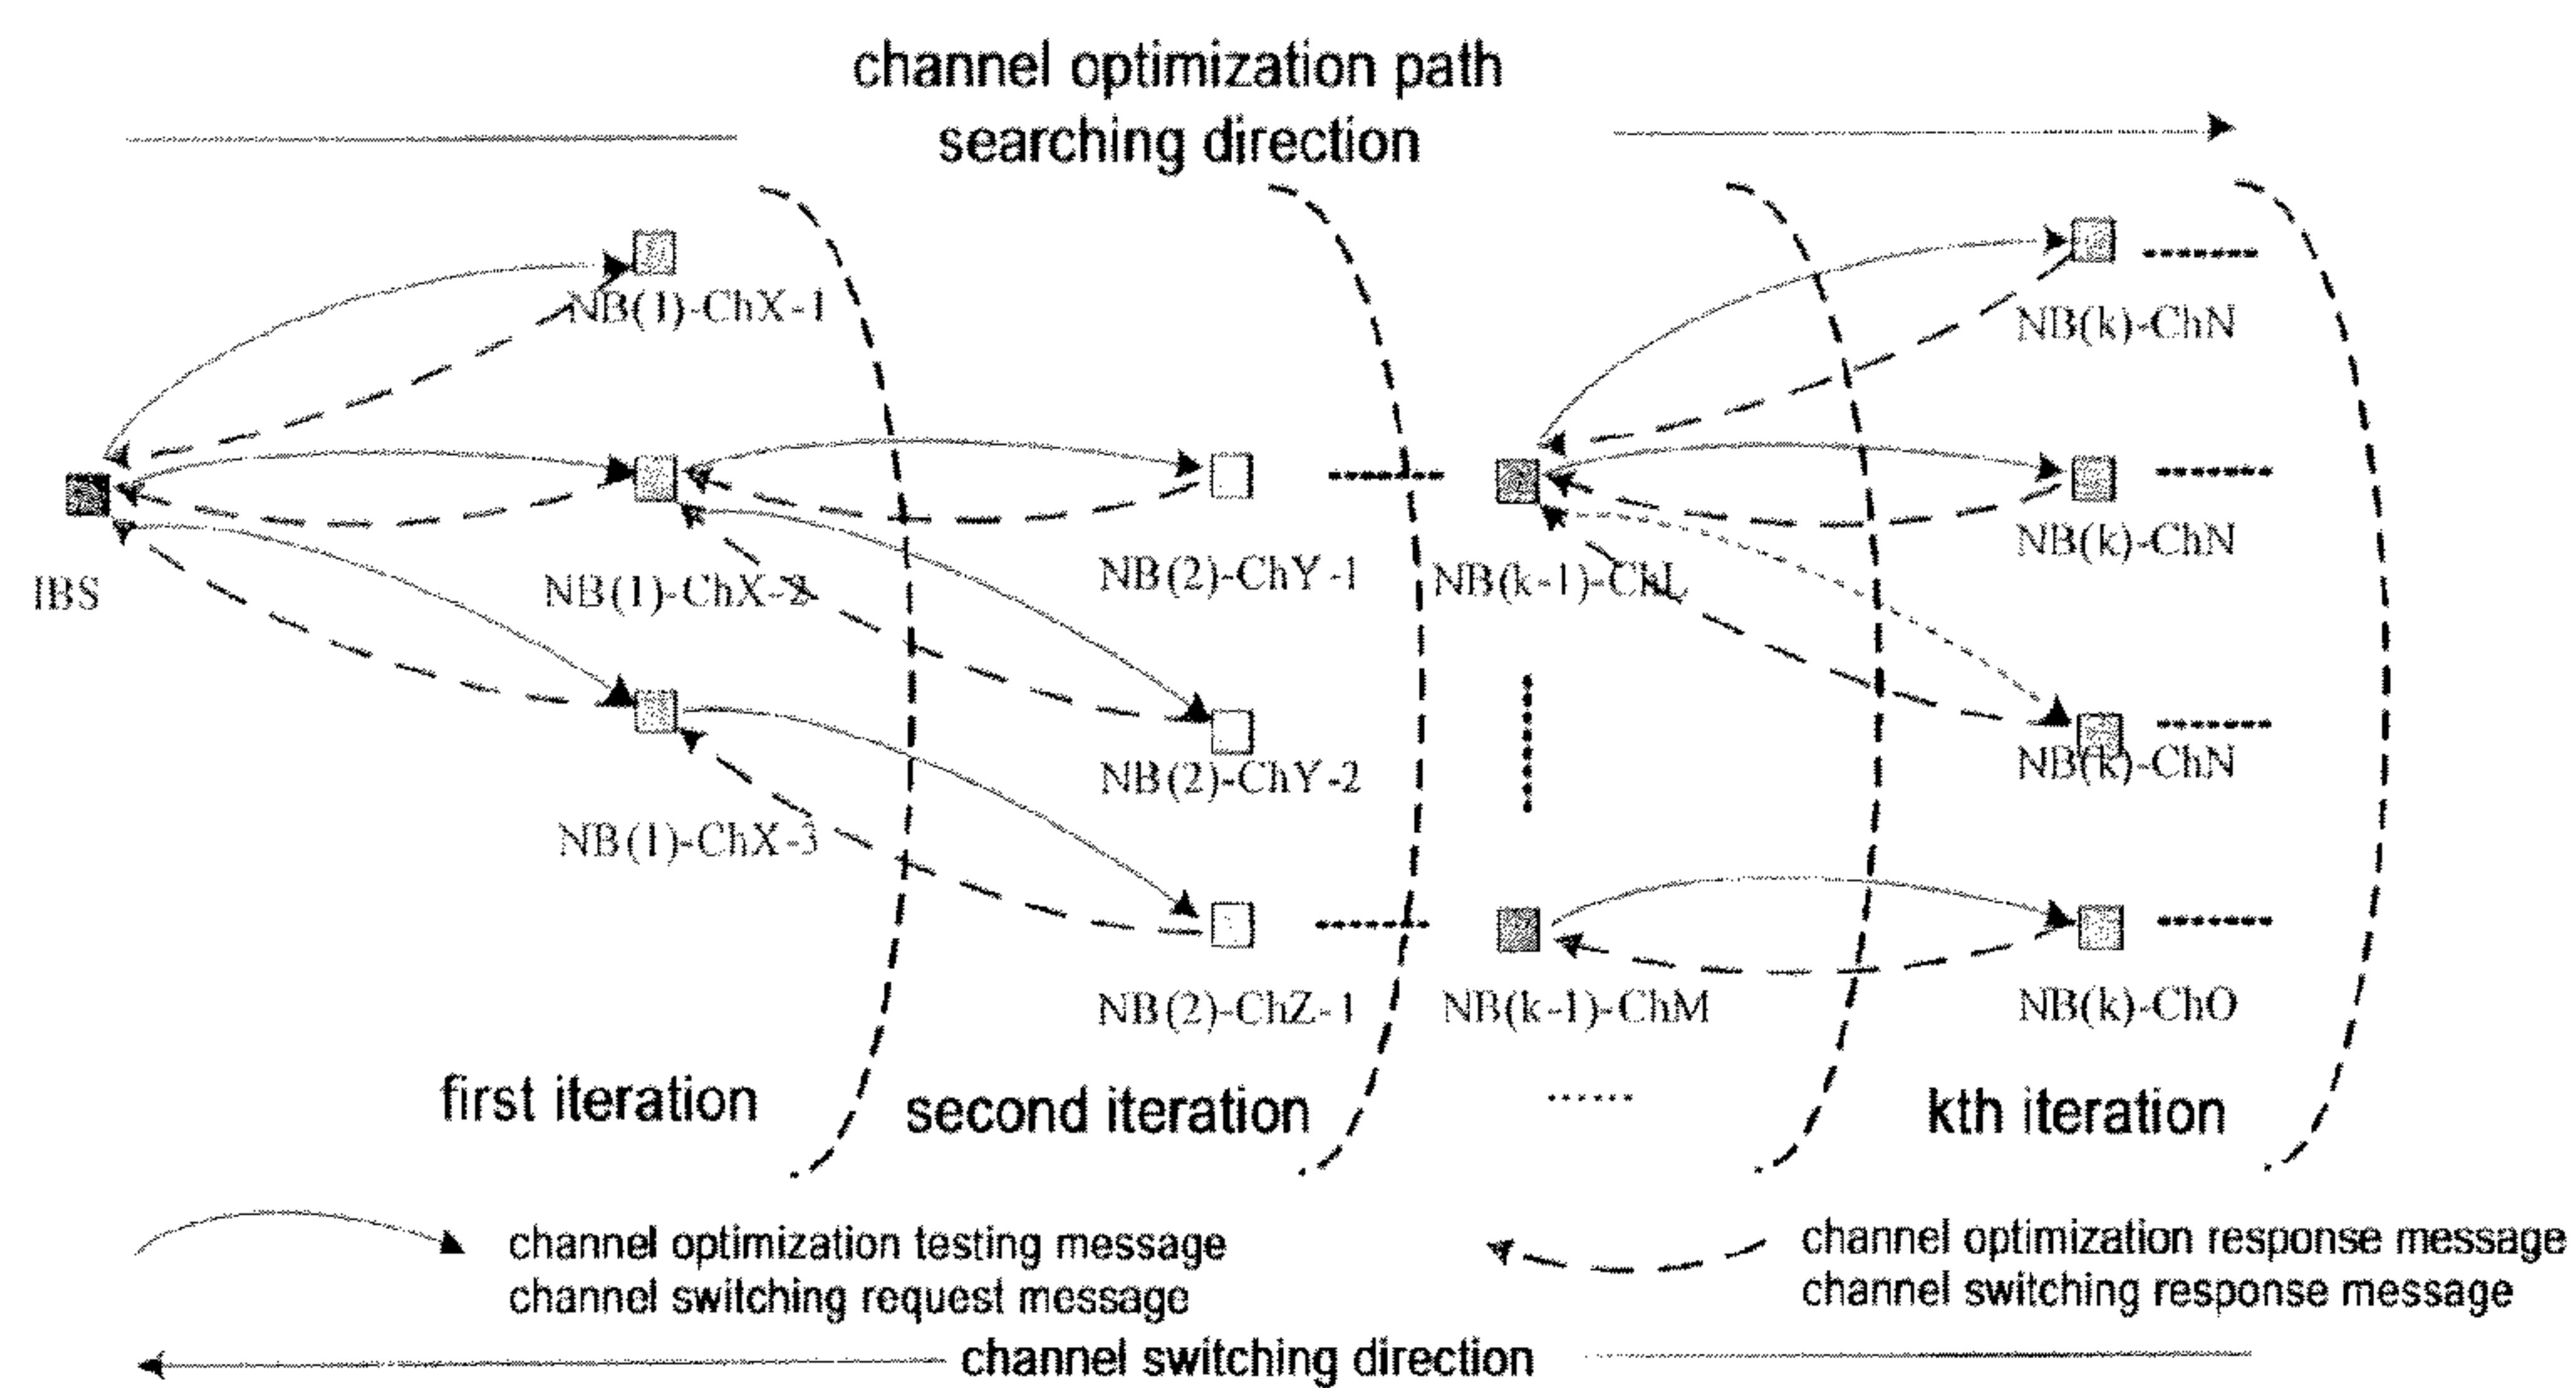 channel optimization path
searching direction
NB(1)-ChX-1
NB(k)-ChN
NB(k)-ChN
IBS
NB(1)-ChX-2
NB(2)-ChY-1
NB(k-1)-ChL
NB(2)-ChY-2
NB(k)-ChN
NB(1)-ChX-3
NB(2)-ChZ-1
NB(k-1)-ChM
NB(k)-ChO
first iteration
second iteration
kth iteration
channel optimization testing message
channel switching request message
channel optimization response message
channel switching response message
channel switching direction